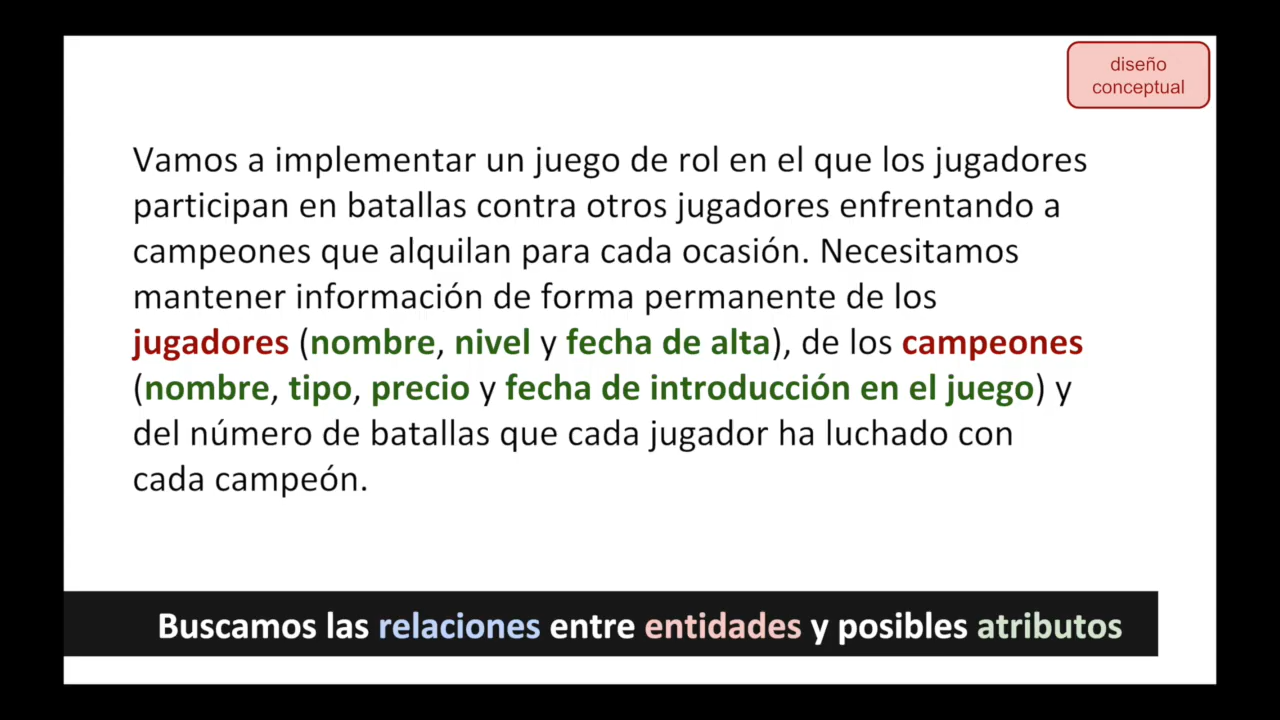 diseño
conceptual
Vamos a implementar un juego de rol en el que los jugadores
participan en batallas contra otros jugadores enfrentando a
campeones que alquilan para cada ocasión. Necesitamos
mantener información de forma permanente de los
jugadores (nombre, nivel y fecha de alta), de los campeones
(nombre, tipo, precio y fecha de introducción en el juego) y
del número de batallas que cada jugador ha luchado con
cada campeón.
Buscamos las relaciones entre entidades y posibles atributos